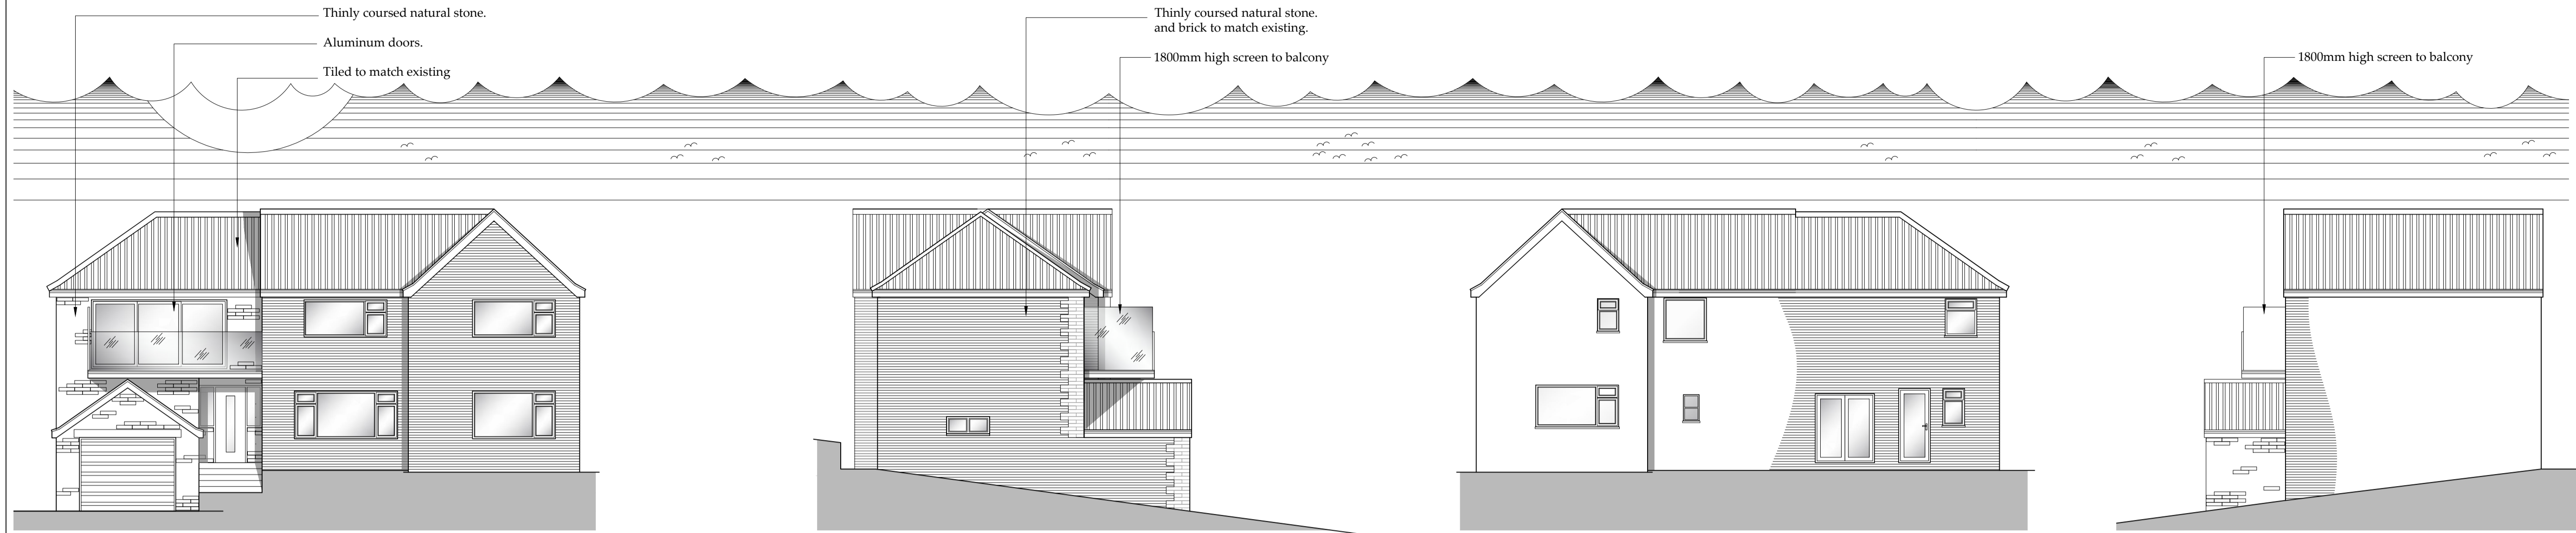 Thinly coursed natural stone.
Aluminum doors.
Tiled to match existing
Thinly coursed natural stone.
and brick to match existing.
1800mm high screen to balcony
1800mm high screen to balcony